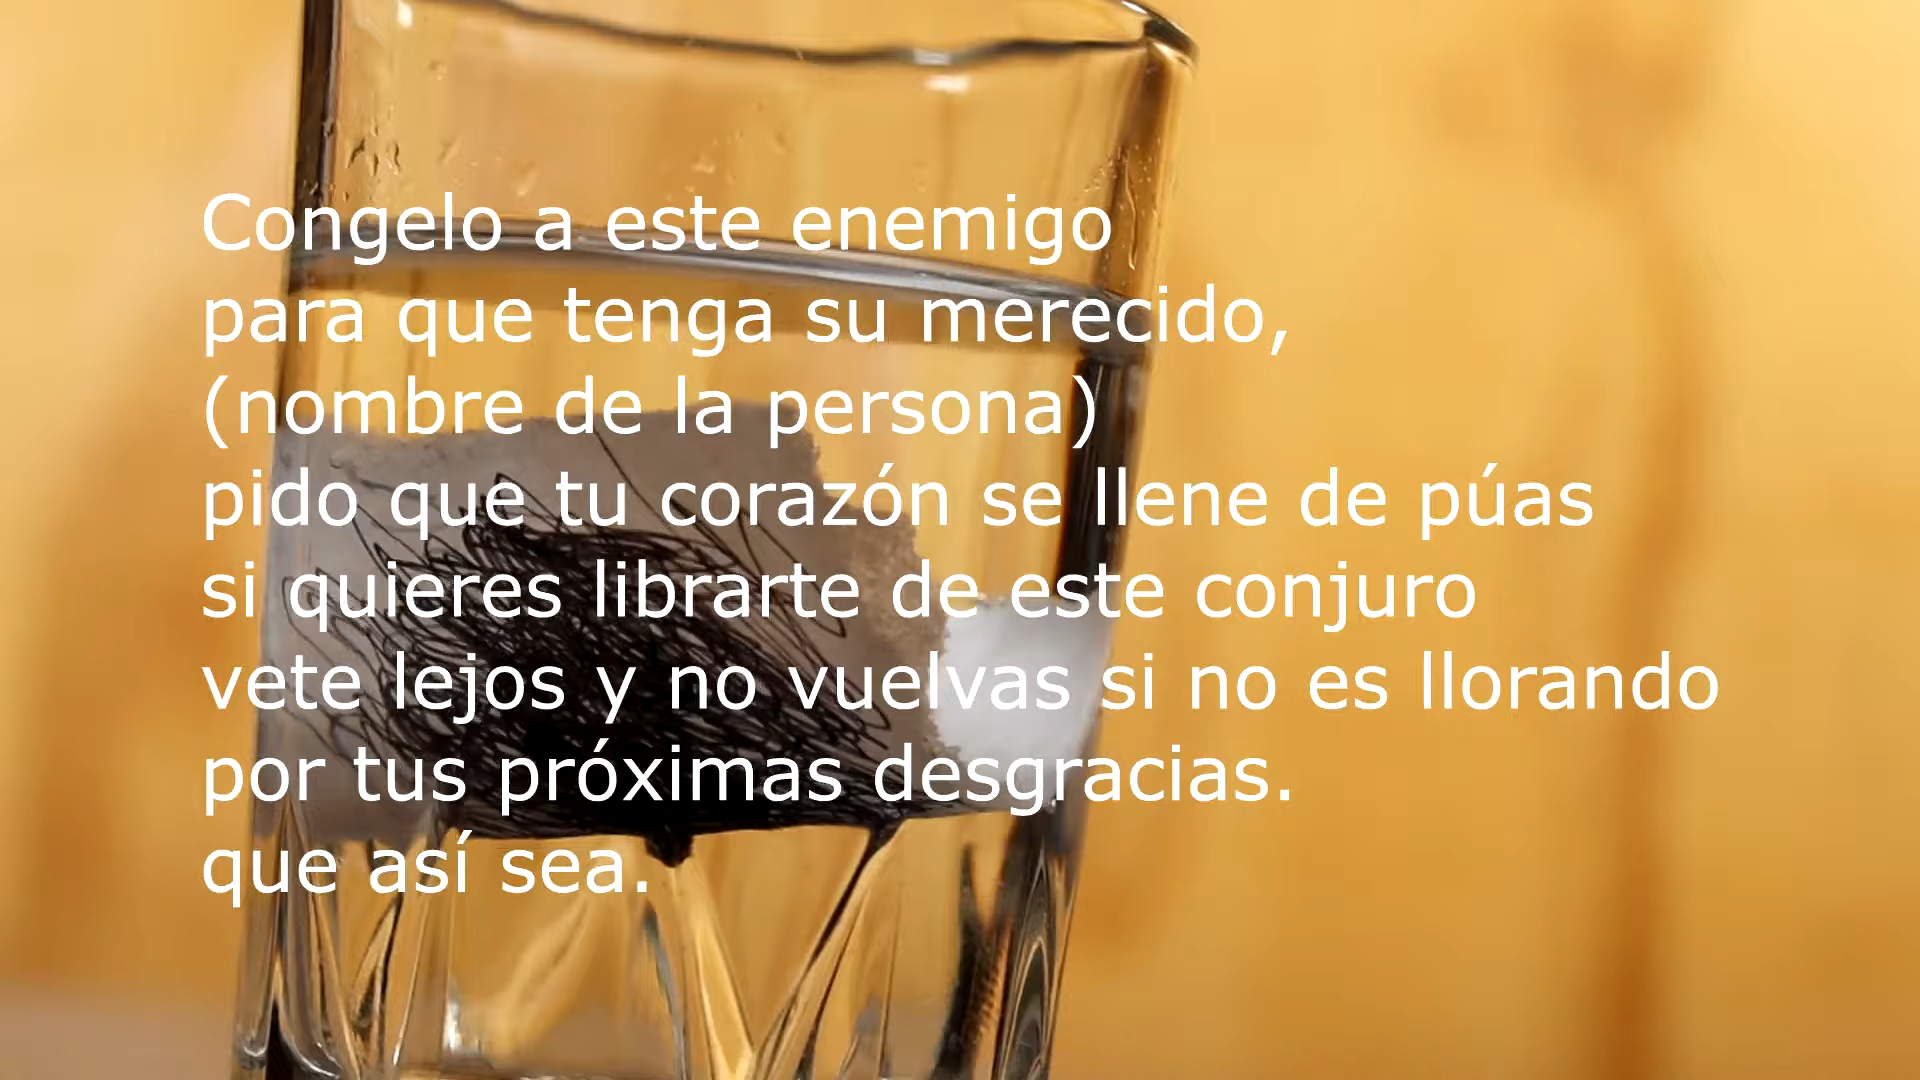 Congelo a este enemigo
para que tenga su merecido,
(nombre de la persona)
pido que tu corazón se llene de púas
si quieres librarte de este conjuro
vete lejos y no vuelvas si no es llorando
por tus próximas desgracias.
que así sea.